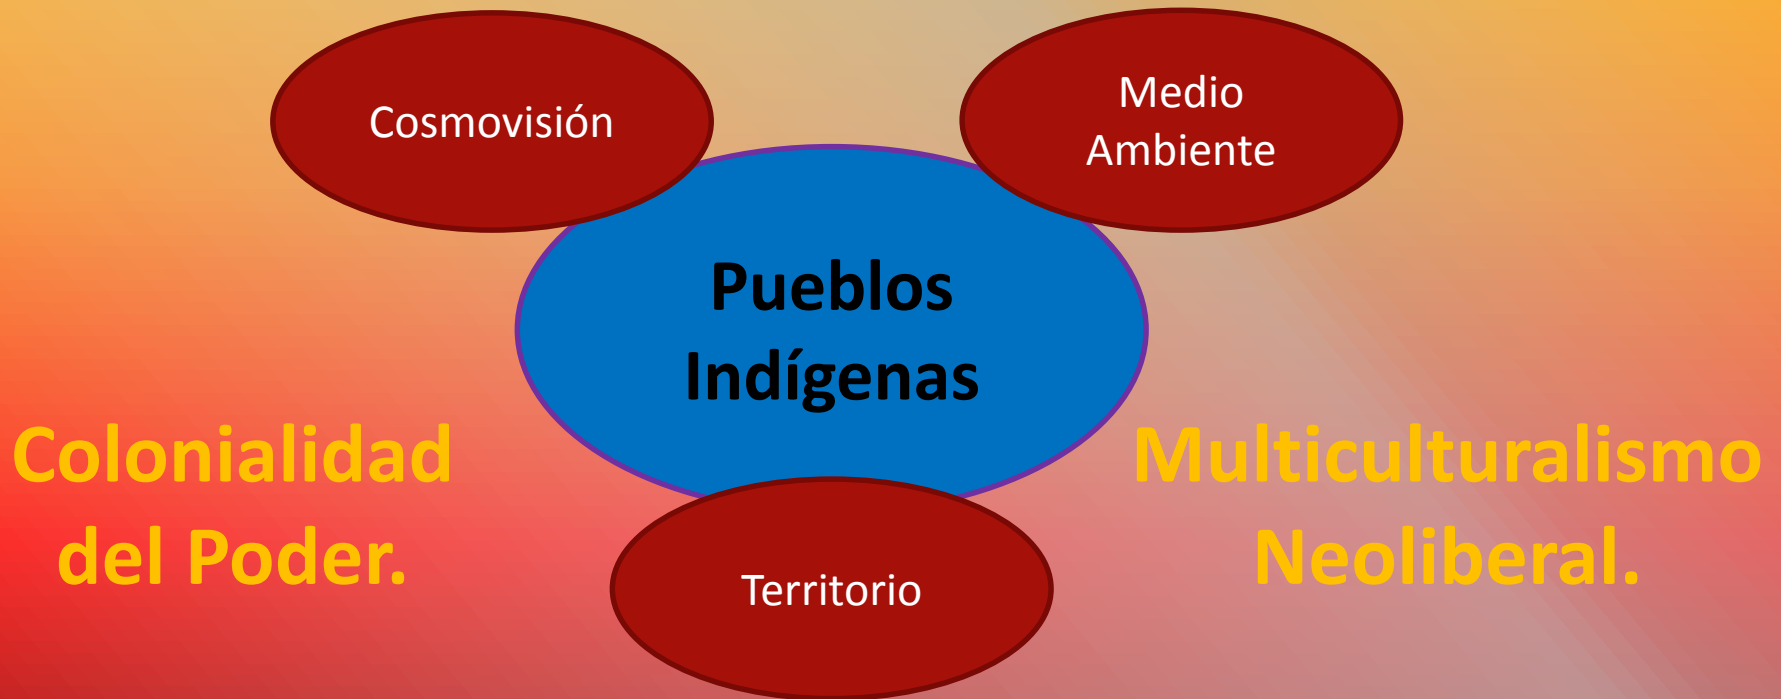 Cosmovisión
Medio
Ambiente
Pueblos
Indígenas
Colonialidad
del Poder.
Multiculturalismo
Neoliberal.
Territorio